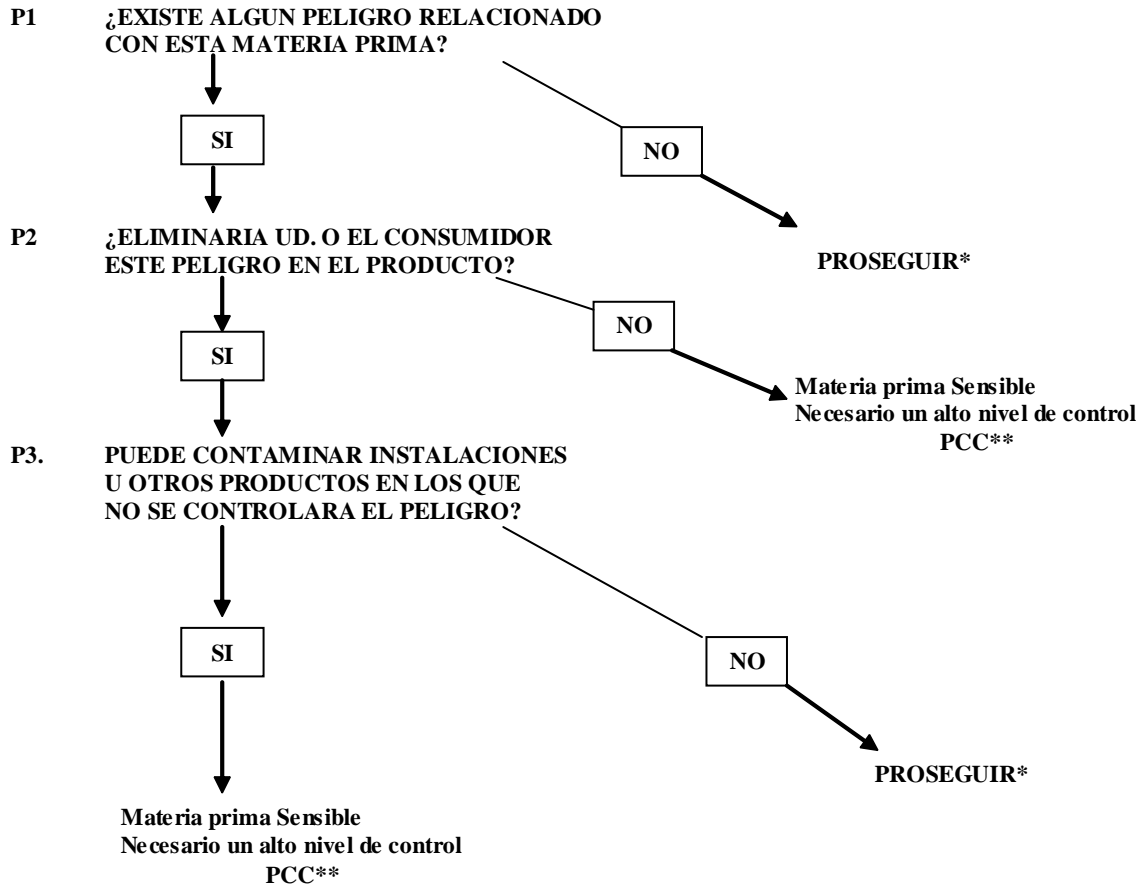 P1 ¿EXISTE ALGUN PELIGRO RELACIONADO
CON ESTA MATERIA PRIMA?
SI
NO
PROSEGUIR*
P2 ¿ELIMINARIA UD. O EL CONSUMIDOR
ESTE PELIGRO EN EL PRODUCTO?
SI
NO
Materia prima Sensible
Necesario un alto nivel de control
PCC**
P3. PUEDE CONTAMINAR INSTALACIONES
U OTROS PRODUCTOS EN LOS QUE
NO SE CONTROLARA EL PELIGRO?
SI
NO
PROSEGUIR*
Materia prima Sensible
Necesario un alto nivel de control
PCC**